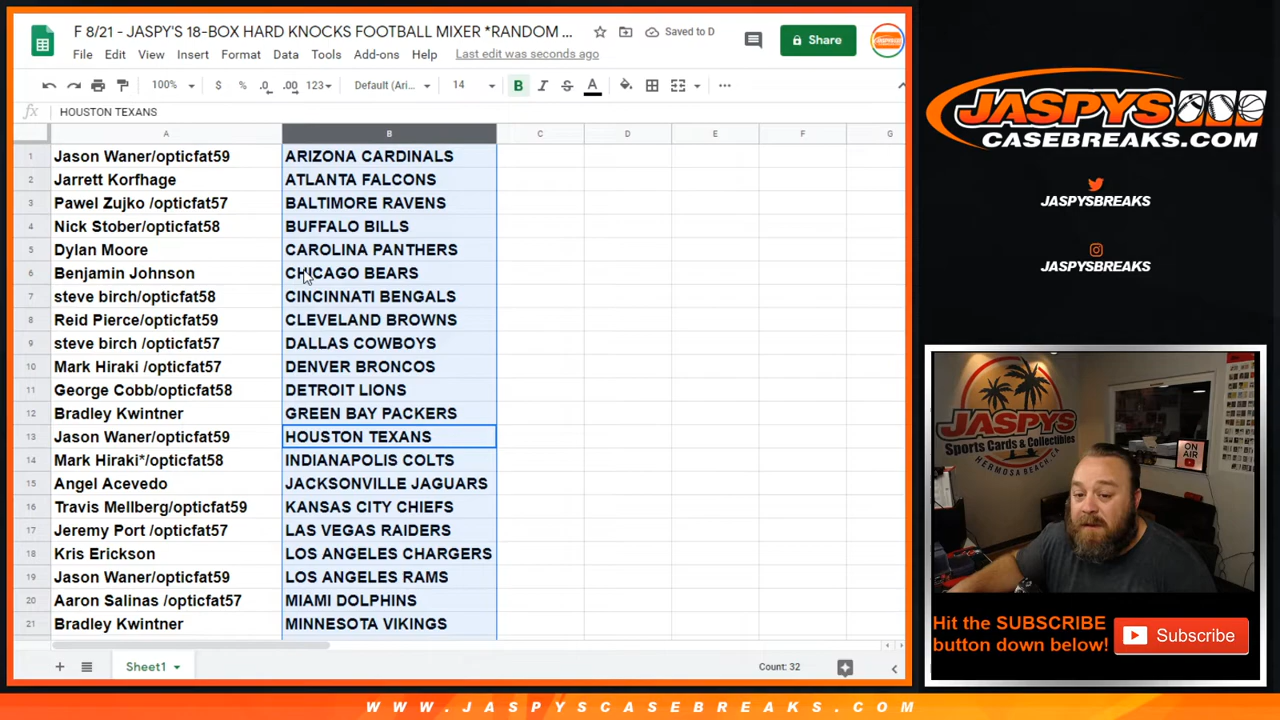 F 8/21 - JASPY'S 18-BOX HARD KNOCKS FOOTBALL MIXER *RANDOM ...
Saved to D
Share
File Edit View Insert Format Data Tools Add-ons Help Last edit was seconds ago
100% $ % .0 .00 123 Default (Ari... 14 B I S A ...
fx HOUSTON TEXANS
A B C D E F G
1 Jason Waner/opticfat59 ARIZONA CARDINALS
2 Jarrett Korfhage ATLANTA FALCONS
3 Pawel Zujko /opticfat57 BALTIMORE RAVENS
4 Nick Stober/opticfat58 BUFFALO BILLS
5 Dylan Moore CAROLINA PANTHERS
6 Benjamin Johnson CHICAGO BEARS
7 steve birch/opticfat58 CINCINNATI BENGALS
8 Reid Pierce/opticfat59 CLEVELAND BROWNS
9 steve birch /opticfat57 DALLAS COWBOYS
10 Mark Hiraki /opticfat57 DENVER BRONCOS
11 George Cobb/opticfat58 DETROIT LIONS
12 Bradley Kwintner GREEN BAY PACKERS
13 Jason Waner/opticfat59 HOUSTON TEXANS
14 Mark Hiraki*/opticfat58 INDIANAPOLIS COLTS
15 Angel Acevedo JACKSONVILLE JAGUARS
16 Travis Mellberg/opticfat59 KANSAS CITY CHIEFS
17 Jeremy Port /opticfat57 LAS VEGAS RAIDERS
18 Kris Erickson LOS ANGELES CHARGERS
19 Jason Waner/opticfat59 LOS ANGELES RAMS
20 Aaron Salinas /opticfat57 MIAMI DOLPHINS
21 Bradley Kwintner MINNESOTA VIKINGS
Sheet1
Count: 32
JASPYS
CASEBREAKS.COM
JASPYSBREAKS
JASPYSBREAKS
JASPYS
Sports Cards & Collectibles
HERMOSA BEACH, CA
ON AIR
Hit the SUBSCRIBE
button down below!
Subscribe
WWW.JASPYSCASEBREAKS.COM